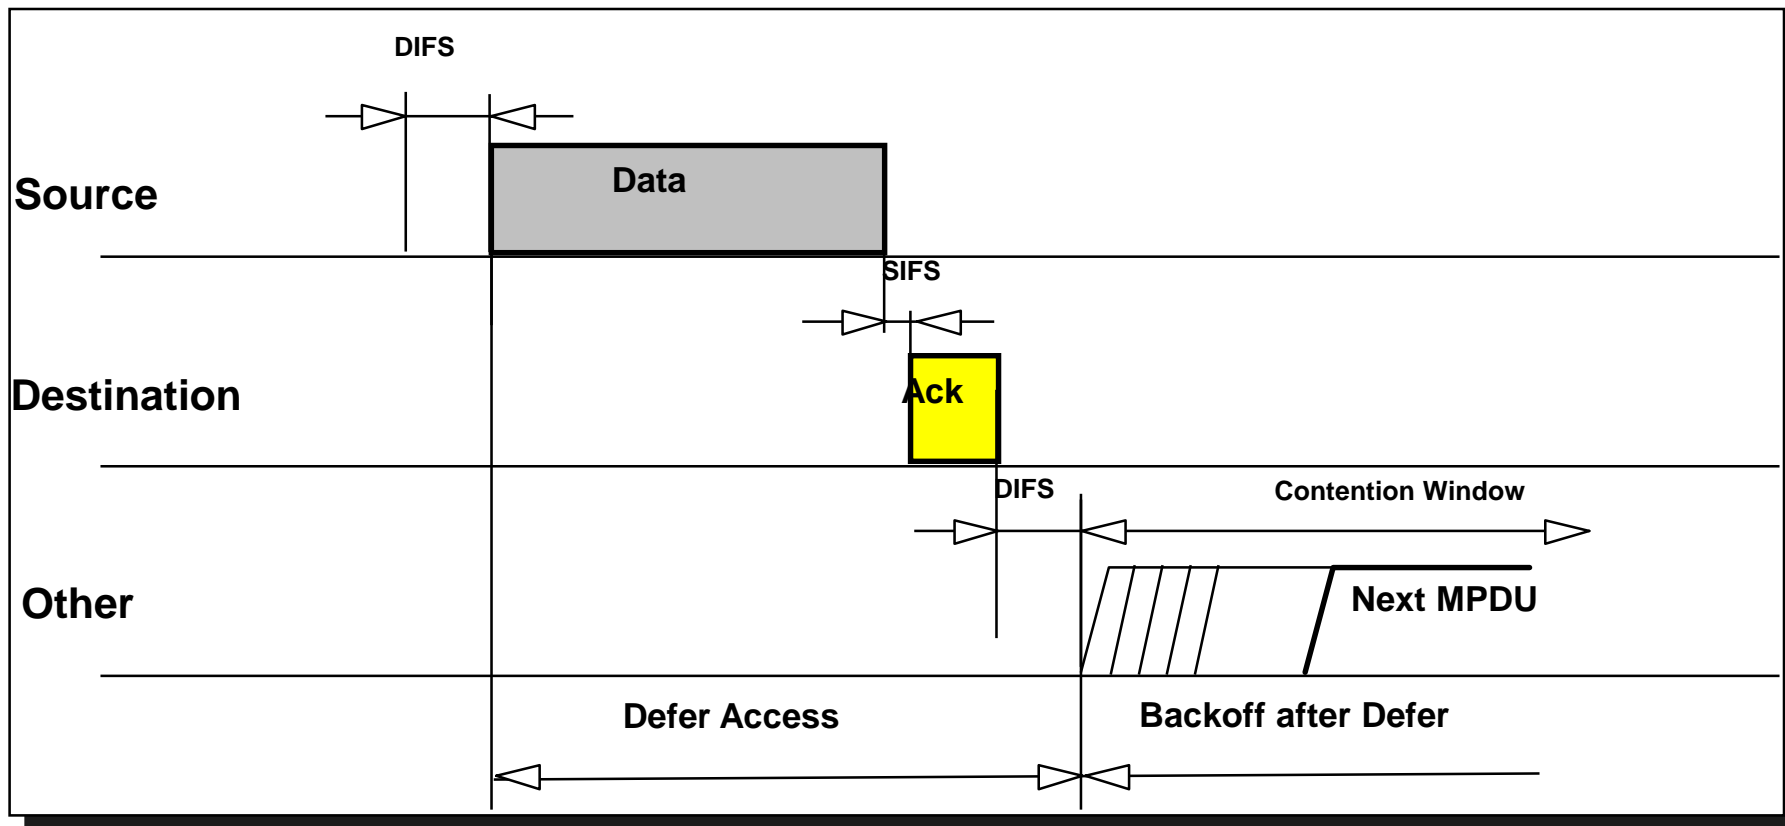 DIFS
Data
Source
SIFS
Destination
Ack
DIFS
Contention Window
Other
Next MPDU
Defer Access
Backoff after Defer